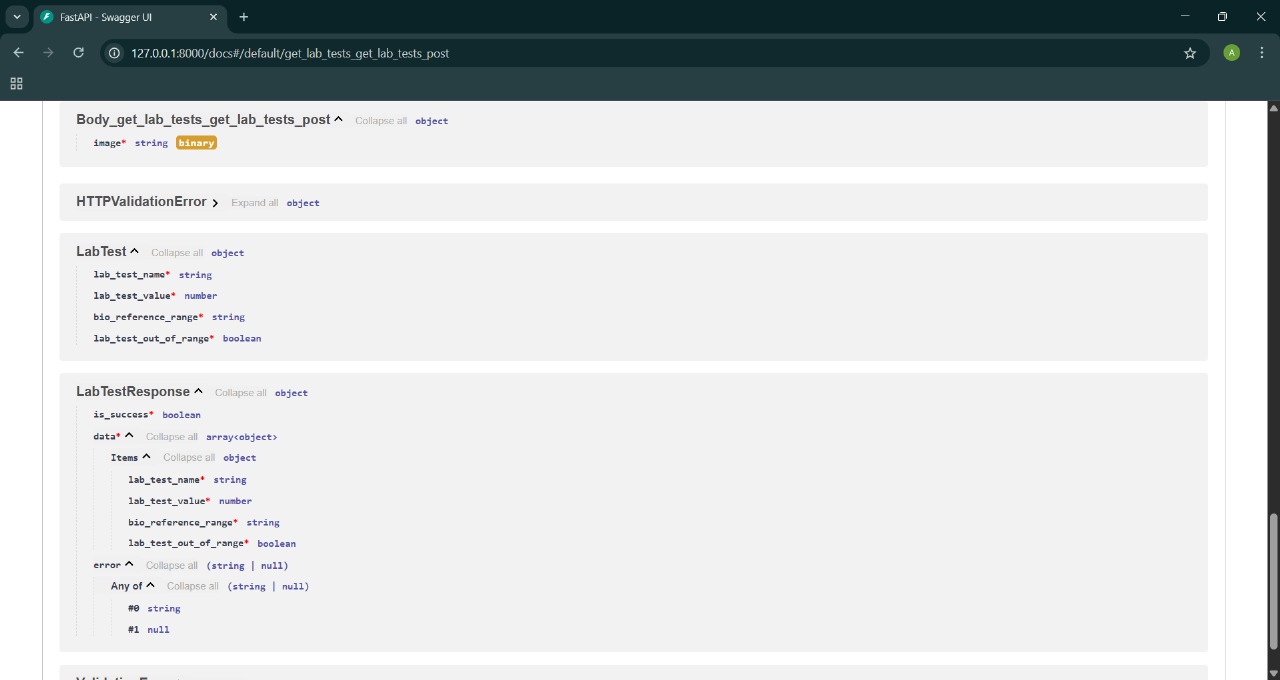 FastAPI - Swagger UI
127.0.0.1:8000/docs#/default/get_lab_tests_get_lab_tests_post
A
Body_get_lab_tests_get_lab_tests_post Collapse all object
image* string binary
HTTPValidationError Expand all object
LabTest Collapse all object
lab_test_name* string
lab_test_value* number
bio_reference_range* string
lab_test_out_of_range* boolean
LabTestResponse Collapse all object
is_success* boolean
data* Collapse all array<object>
Items Collapse all object
lab_test_name* string
lab_test_value* number
bio_reference_range* string
lab_test_out_of_range* boolean
error Collapse all (string | null)
Any of Collapse all (string | null)
#0 string
#1 null